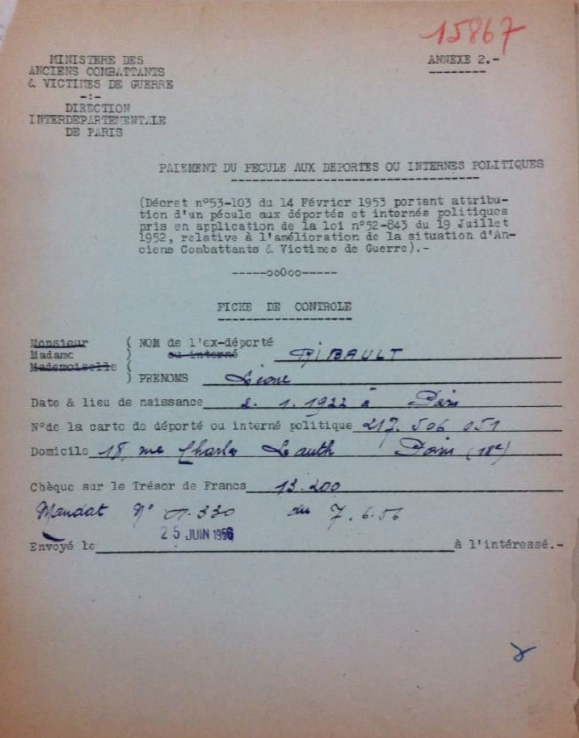 15867
MINISTERE DES
ANCIENS COMBATTANTS
& VICTIMES DE GUERRE
-:-
DIRECTION
INTERDEPARTEMENTALE
DE PARIS
ANNEXE 2.-
PAIEMENT DU PECULE AUX DEPORTES OU INTERNES POLITIQUES
(Décret n°53-103 du 14 Février 1953 portant attribu-
tion d'un pécule aux déportés et internés politiques
pris en application de la loi n°52-843 du 19 Juillet
1952, relative à l'amélioration de la situation d'An-
ciens Combattants & Victimes de Guerre).-
-----ooOoo-----
FICHE DE CONTROLE
Monsieur ( NOM de l'ex-déporté
Madame ) ou interné RIBAULT
Mademoiselle (
) PRENOMS Léone
Date & lieu de naissance 2. 1. 1922 à Paris
N°de la carte de déporté ou interné politique 217. 506 051
Domicile 18, rue Charles Lauth Paris (18e)
Chèque sur le Trésor de Francs 13.200
Mandat N° 330 du 7.6.56
25 JUIN 1956
Envoyé le à l'intéressé.-